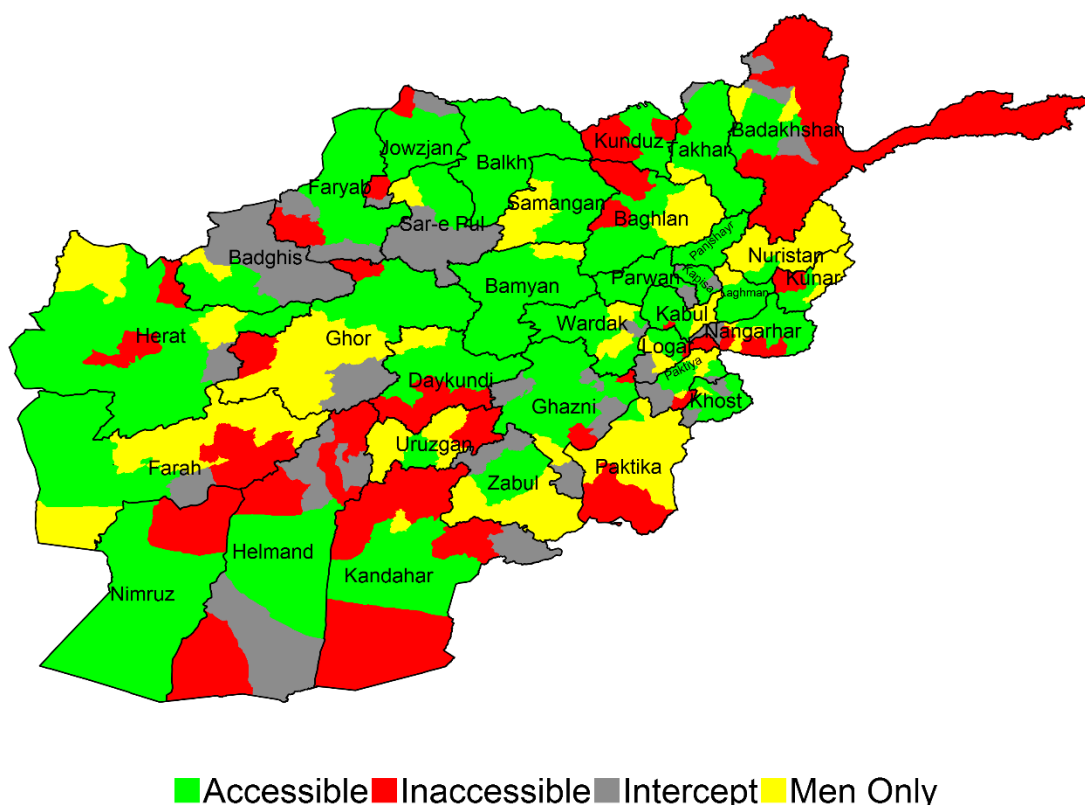 Jowzjan
Balkh
Kunduz
Takhar
Badakhshan
Faryab
Samangan
Baghlan
Sar-e Pul
Panjshayr
Badghis
Nuristan
Bamyan
Parwan
Kapisa
Kunar
Laghman
Herat
Ghor
Wardak
Kabul
Nangarhar
Logar
Daykundi
Paktiya
Ghazni
Khost
Uruzgan
Farah
Zabul
Paktika
Helmand
Kandahar
Nimruz
Accessible Inaccessible Intercept Men Only